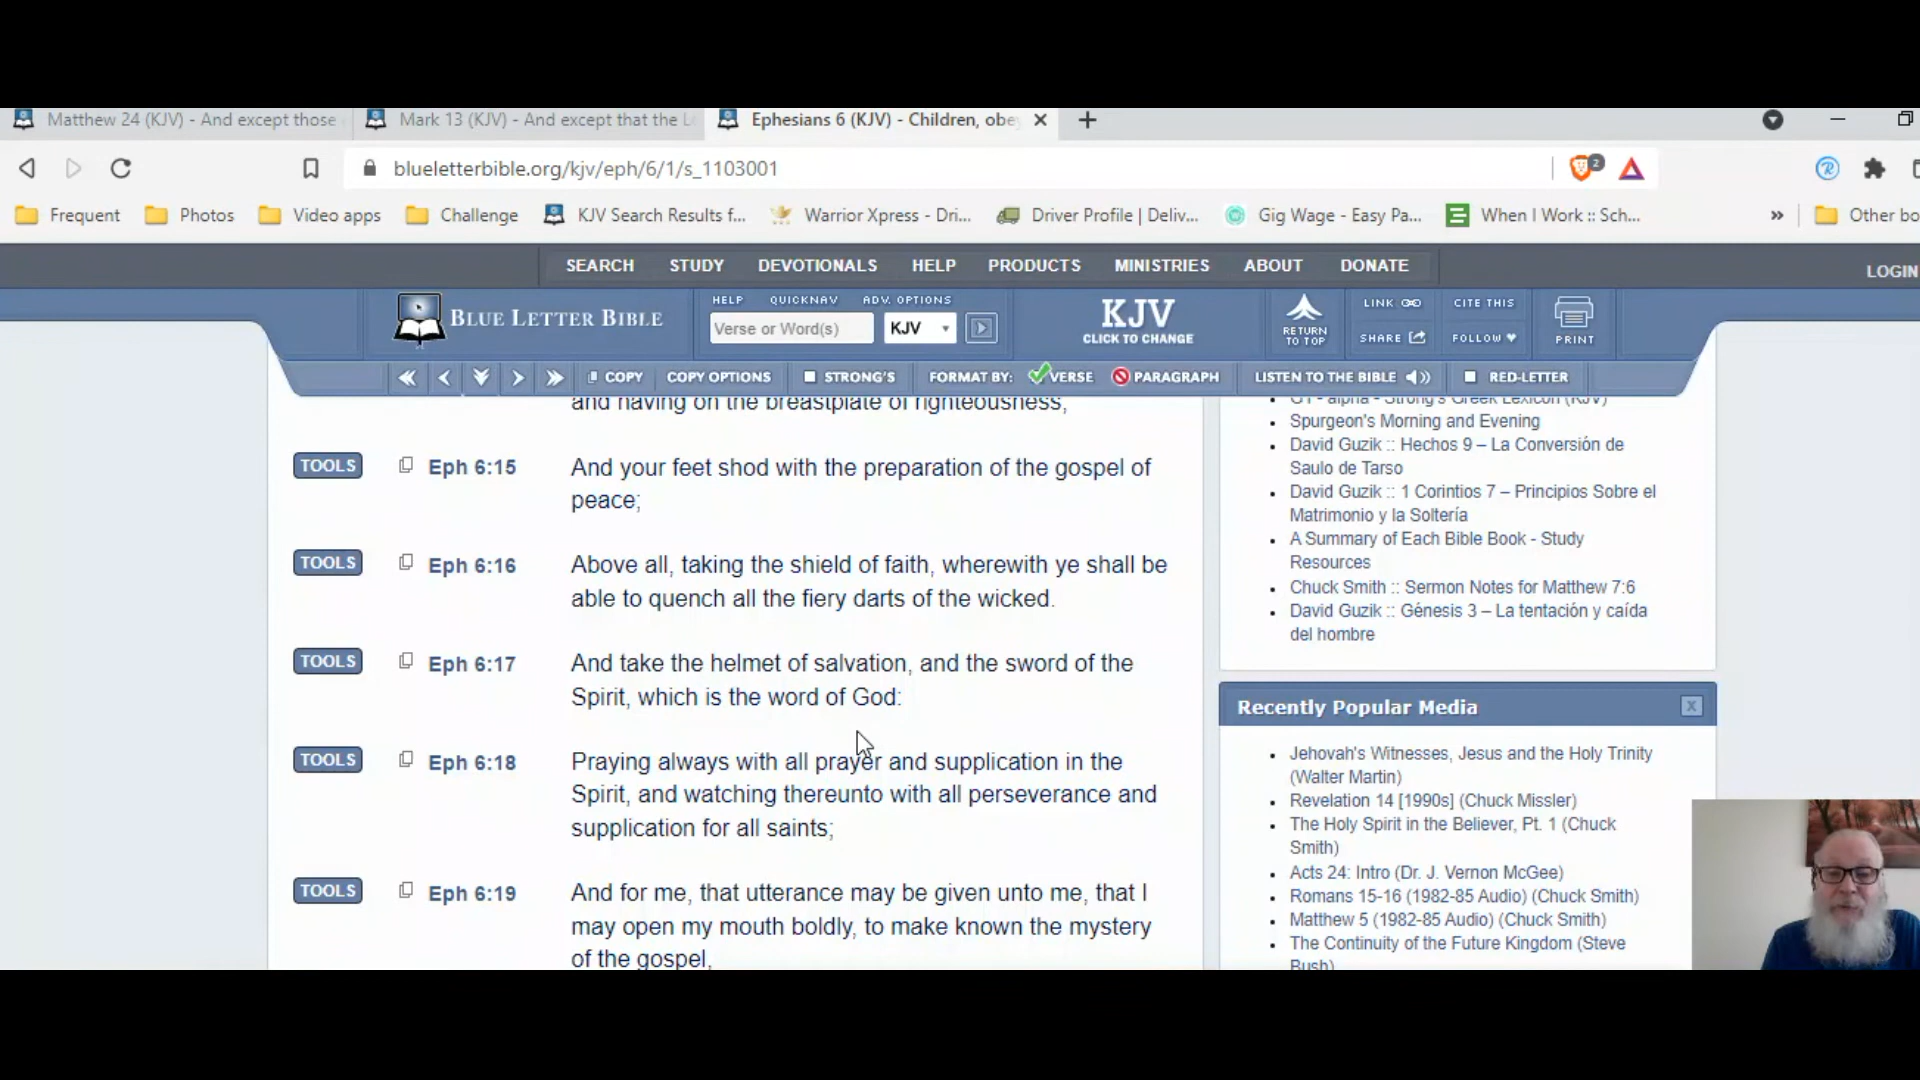 Matthew 24 (KJV) - And except those
Mark 13 (KJV) - And except that the L
Ephesians 6 (KJV) - Children, obe
blueletterbible.org/kjv/eph/6/1/s_1103001
2
Frequent
Photos
Video apps
Challenge
KJV Search Results f...
Warrior Xpress - Dri...
Driver Profile | Deliv...
Gig Wage - Easy Pa...
When I Work :: Sch...
»
Other bo
SEARCH
STUDY
DEVOTIONALS
HELP
PRODUCTS
MINISTRIES
ABOUT
DONATE
LOGIN
BLUE LETTER BIBLE
HELP
QUICKNAV
ADV. OPTIONS
Verse or Word(s)
KJV
KJV
CLICK TO CHANGE
RETURN
TO TOP
LINK
CITE THIS
SHARE
FOLLOW
PRINT
COPY
COPY OPTIONS
STRONG'S
FORMAT BY:
VERSE
PARAGRAPH
LISTEN TO THE BIBLE
RED-LETTER
and having on the breastplate of righteousness;
TOOLS
Eph 6:15
And your feet shod with the preparation of the gospel of
peace;
TOOLS
Eph 6:16
Above all, taking the shield of faith, wherewith ye shall be
able to quench all the fiery darts of the wicked.
TOOLS
Eph 6:17
And take the helmet of salvation, and the sword of the
Spirit, which is the word of God:
TOOLS
Eph 6:18
Praying always with all prayer and supplication in the
Spirit, and watching thereunto with all perseverance and
supplication for all saints;
TOOLS
Eph 6:19
And for me, that utterance may be given unto me, that I
may open my mouth boldly, to make known the mystery
of the gospel,
G1 - alpha - Strong's Greek Lexicon (KJV)
Spurgeon's Morning and Evening
David Guzik :: Hechos 9 – La Conversión de
Saulo de Tarso
David Guzik :: 1 Corintios 7 – Principios Sobre el
Matrimonio y la Soltería
A Summary of Each Bible Book - Study
Resources
Chuck Smith :: Sermon Notes for Matthew 7:6
David Guzik :: Génesis 3 – La tentación y caída
del hombre
Recently Popular Media
x
Jehovah's Witnesses, Jesus and the Holy Trinity
(Walter Martin)
Revelation 14 [1990s] (Chuck Missler)
The Holy Spirit in the Believer, Pt. 1 (Chuck
Smith)
Acts 24: Intro (Dr. J. Vernon McGee)
Romans 15-16 (1982-85 Audio) (Chuck Smith)
Matthew 5 (1982-85 Audio) (Chuck Smith)
The Continuity of the Future Kingdom (Steve
Bush)